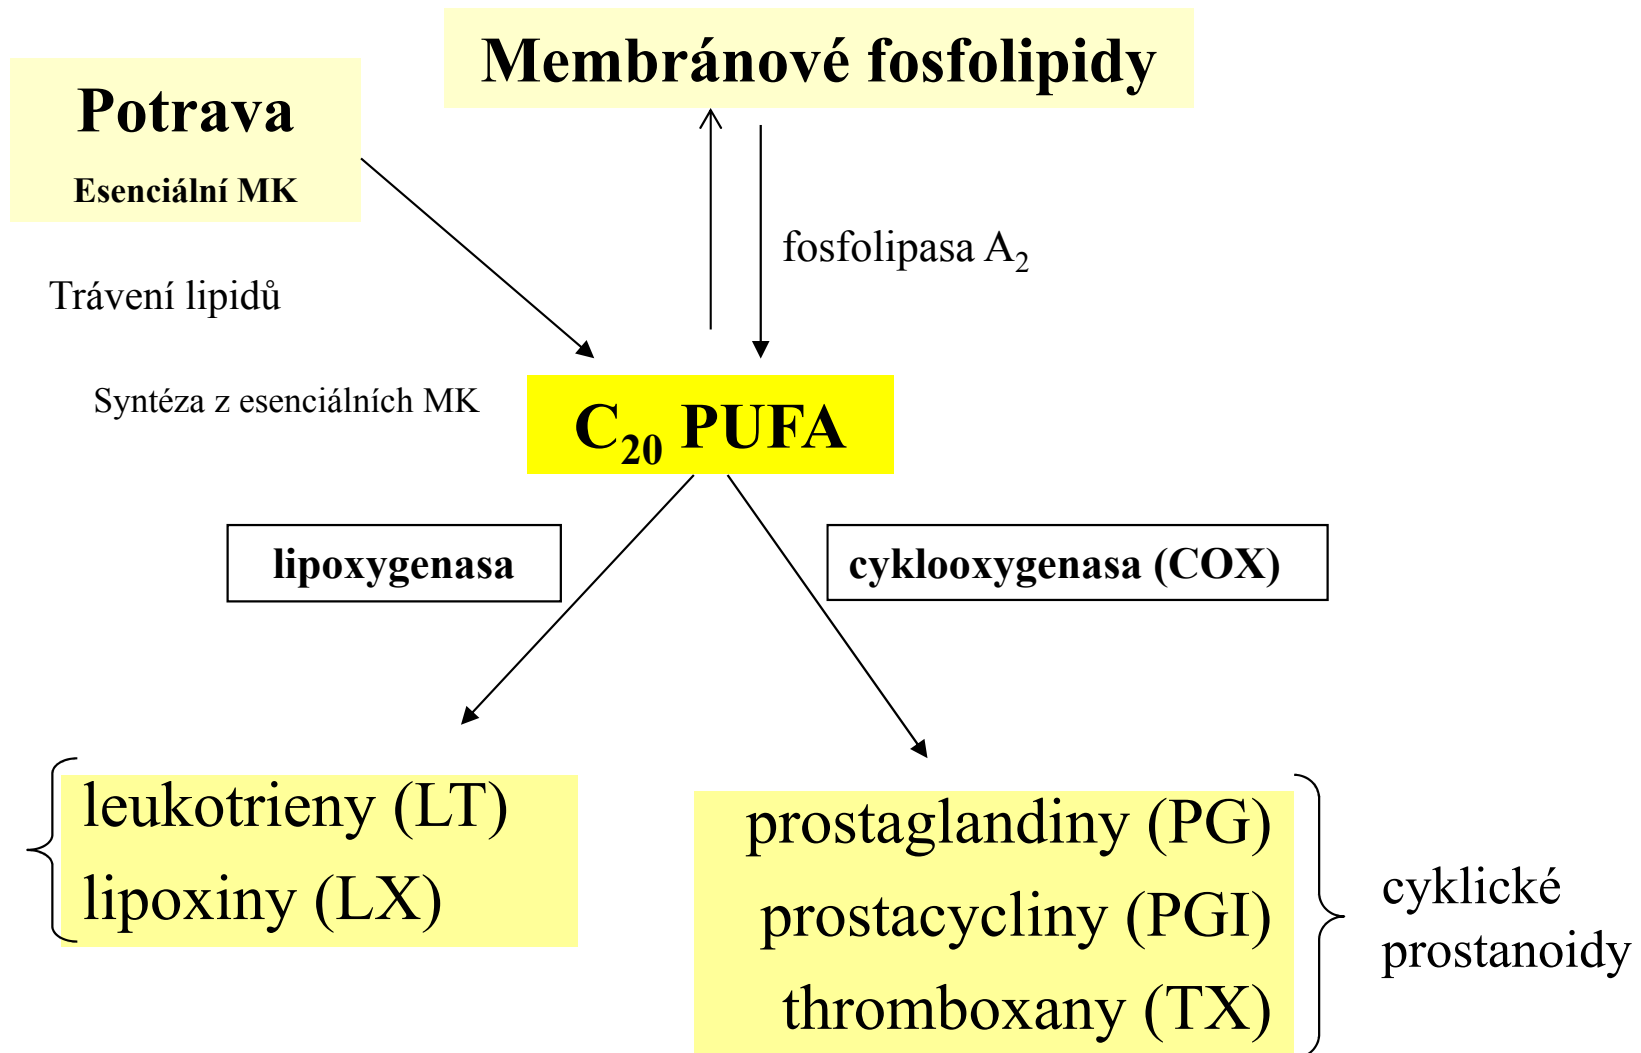 Membránové fosfolipidy
Potrava
Esenciální MK
fosfolipasa A₂
Trávení lipidů
Syntéza z esenciálních MK
C₂₀ PUFA
lipoxygenasa
cyklooxygenasa (COX)
leukotrieny (LT)
lipoxiny (LX)
prostaglandiny (PG)
prostacycliny (PGI)
thromboxany (TX)
cyklické
prostanoidy